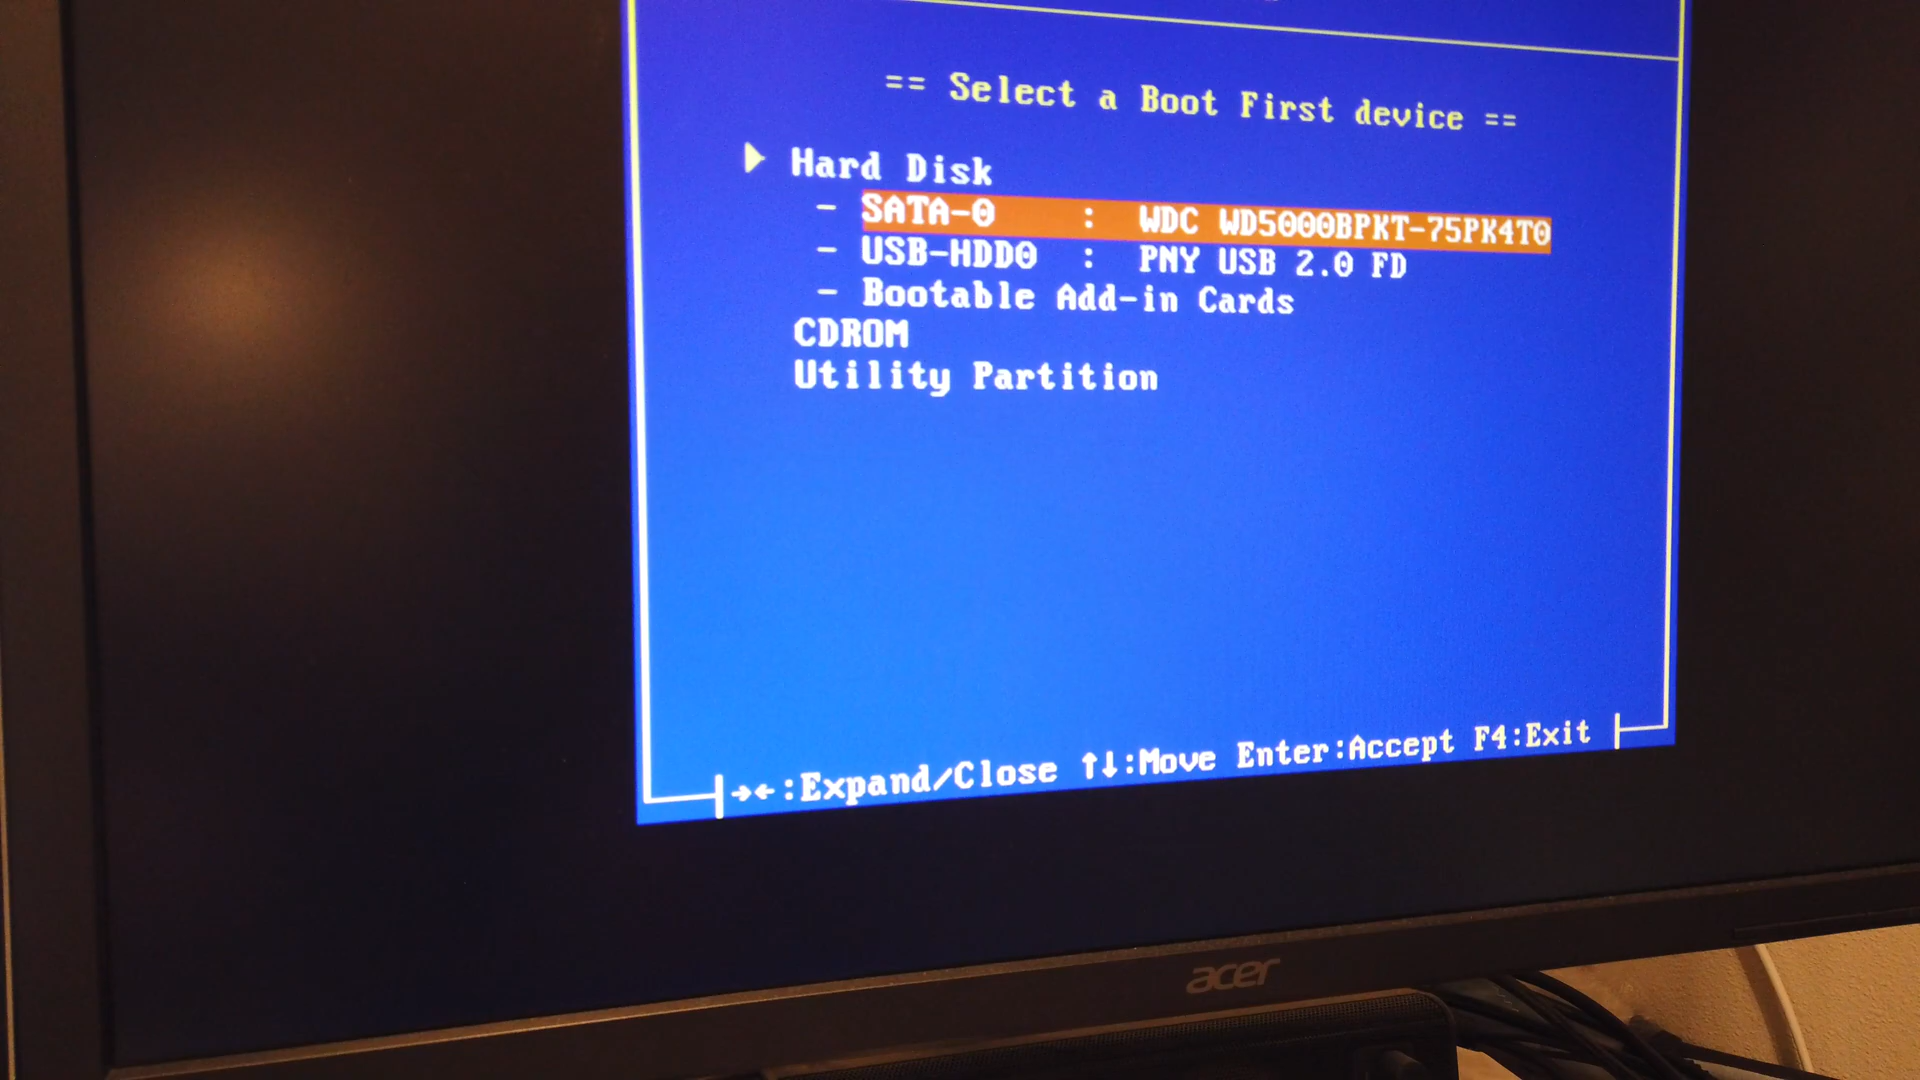 == Select a Boot First device ==
Hard Disk
- SATA-0 : WDC WD5000BPKT-75PK4T0
- USB-HDD0 : PNY USB 2.0 FD
- Bootable Add-in Cards
CDROM
Utility Partition
→←:Expand/Close ↑↓:Move Enter:Accept F4:Exit
acer